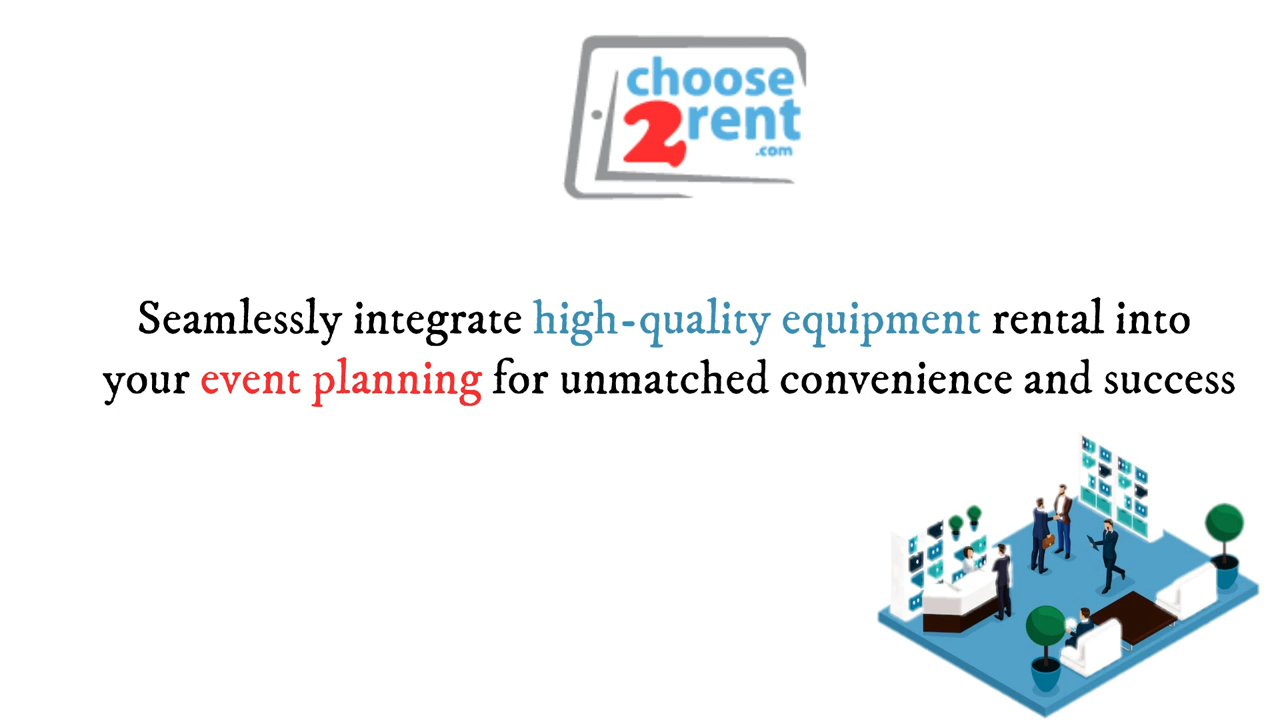 choose
2rent
.com
Seamlessly integrate high-quality equipment rental into
your event planning for unmatched convenience and success